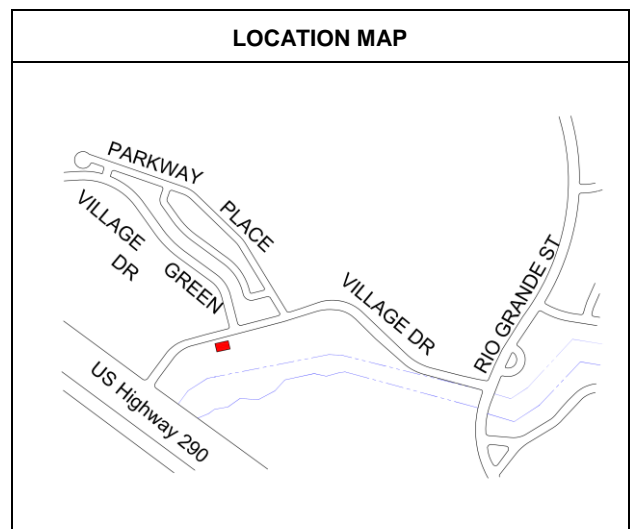 LOCATION MAP
PARKWAY
PLACE
VILLAGE
DR
GREEN
VILLAGE DR
RIO GRANDE ST
US Highway 290